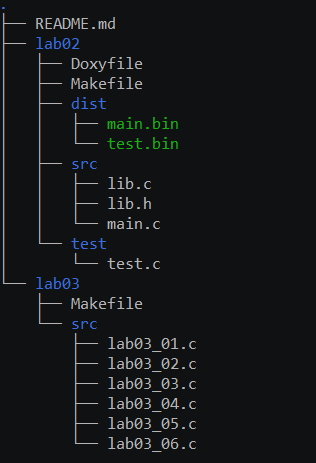 .
├── README.md
├── lab02
│   ├── Doxyfile
│   ├── Makefile
│   ├── dist
│   │   ├── main.bin
│   │   └── test.bin
│   ├── src
│   │   ├── lib.c
│   │   ├── lib.h
│   │   └── main.c
│   └── test
│       └── test.c
└── lab03
    ├── Makefile
    └── src
        ├── lab03_01.c
        ├── lab03_02.c
        ├── lab03_03.c
        ├── lab03_04.c
        ├── lab03_05.c
        └── lab03_06.c